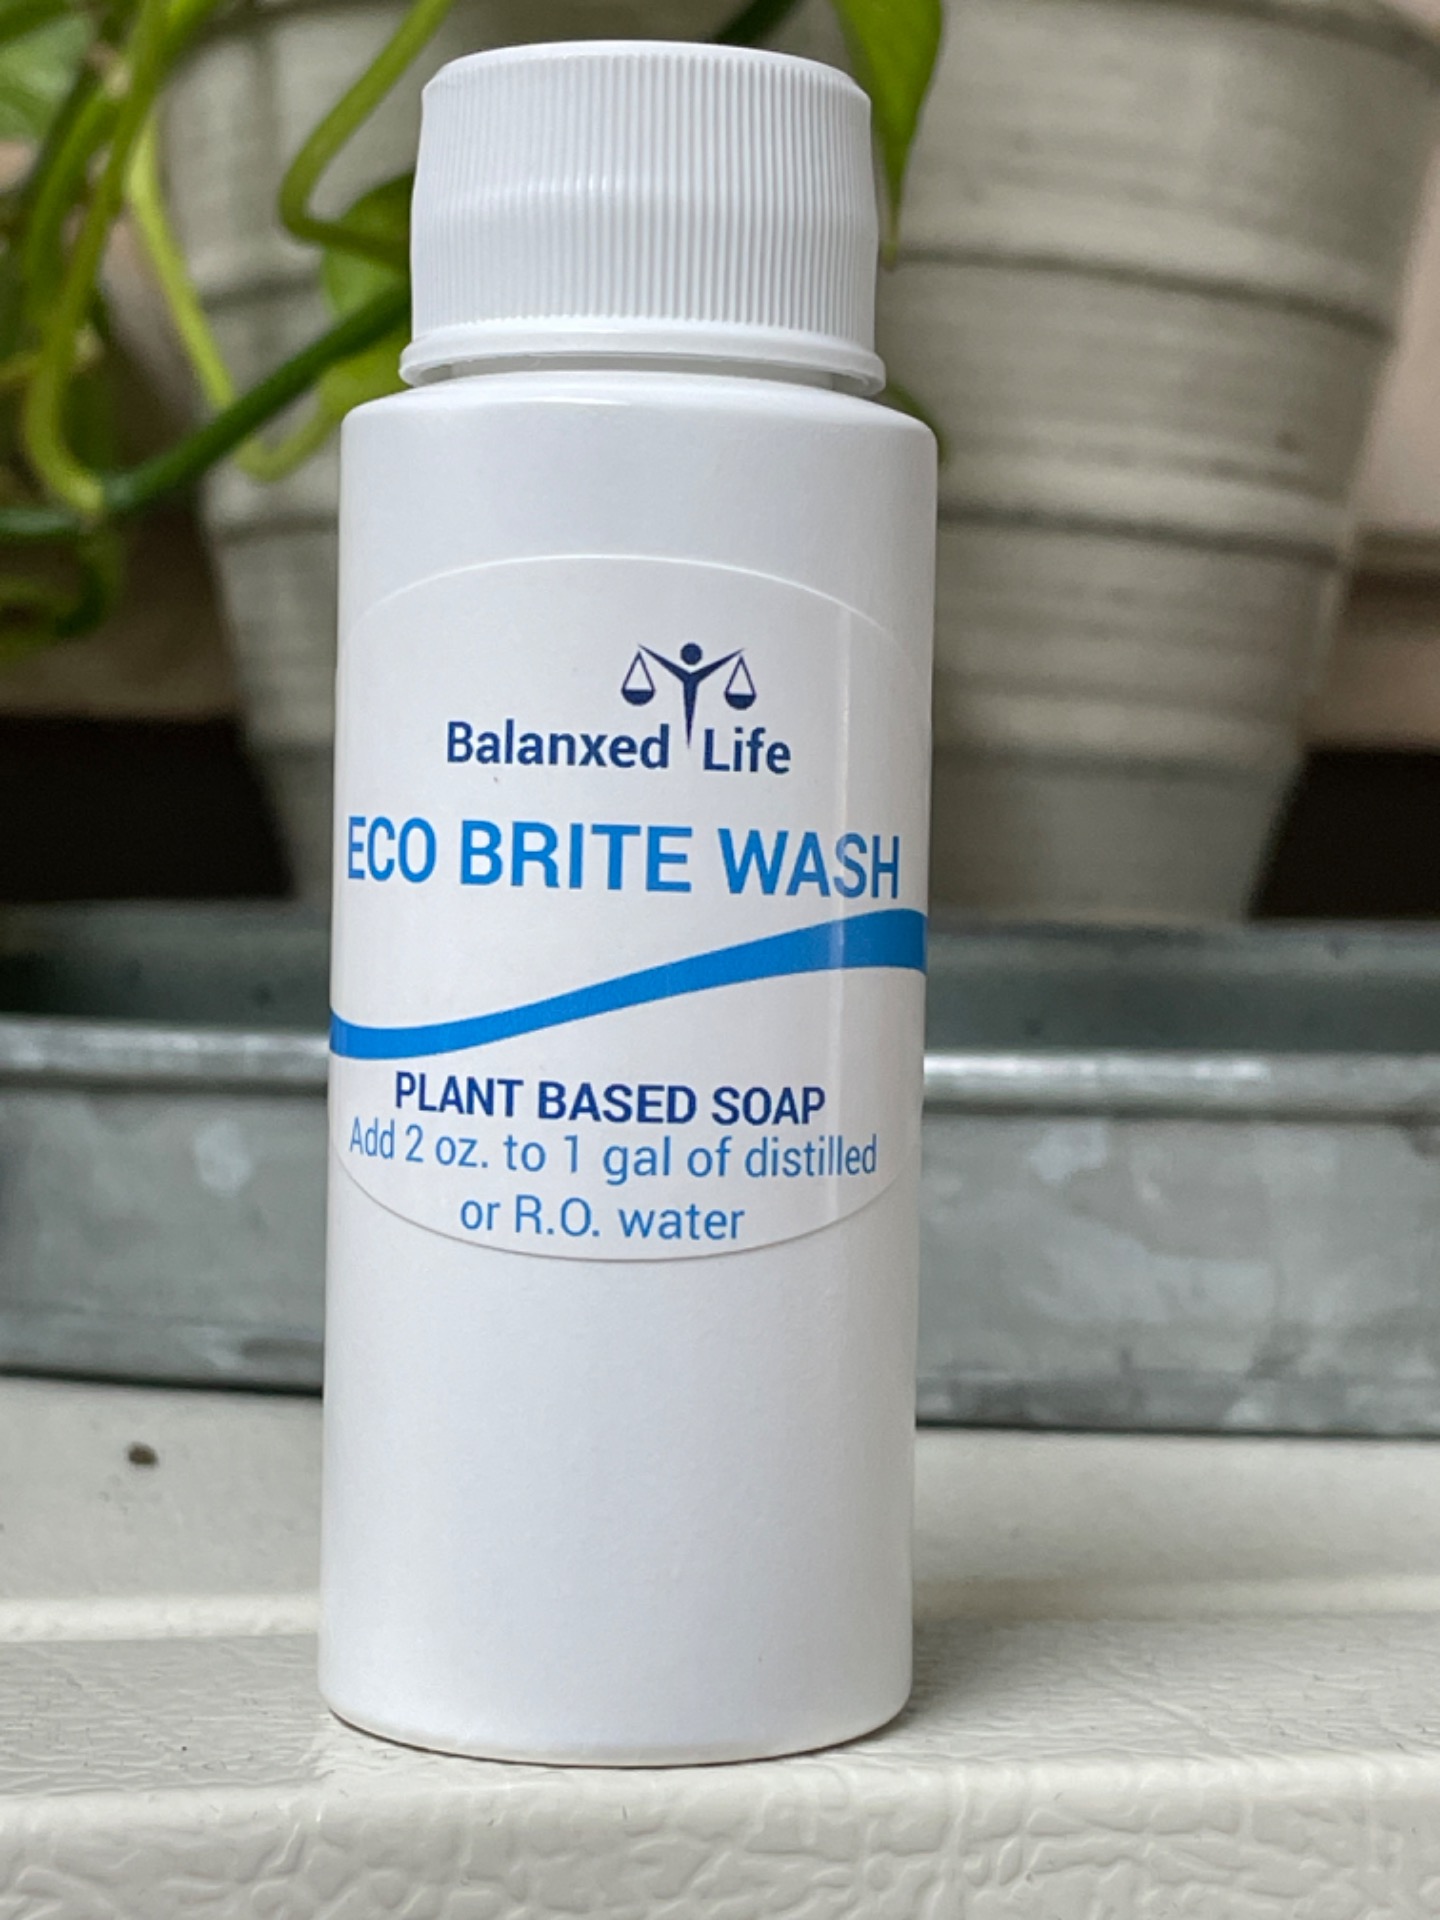 Balanxed Life
ECO BRITE WASH
PLANT BASED SOAP
Add 2 oz. to 1 gal of distilled
or R.O. water